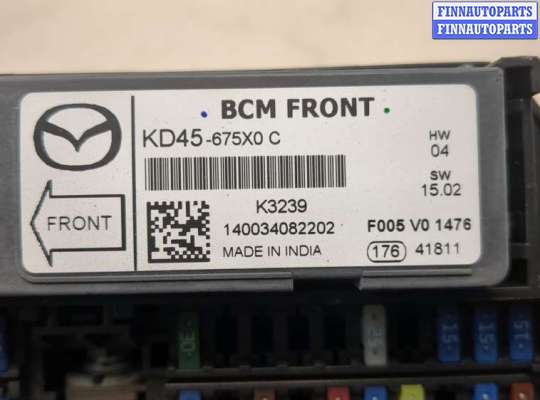 FINNAUTOPARTS
FINNAUTOPARTS
BCM FRONT
KD45-675X0 C
HW
04
SW
15.02
FRONT
K3239
140034082202
F005 V0 1476
MADE IN INDIA
176 41811